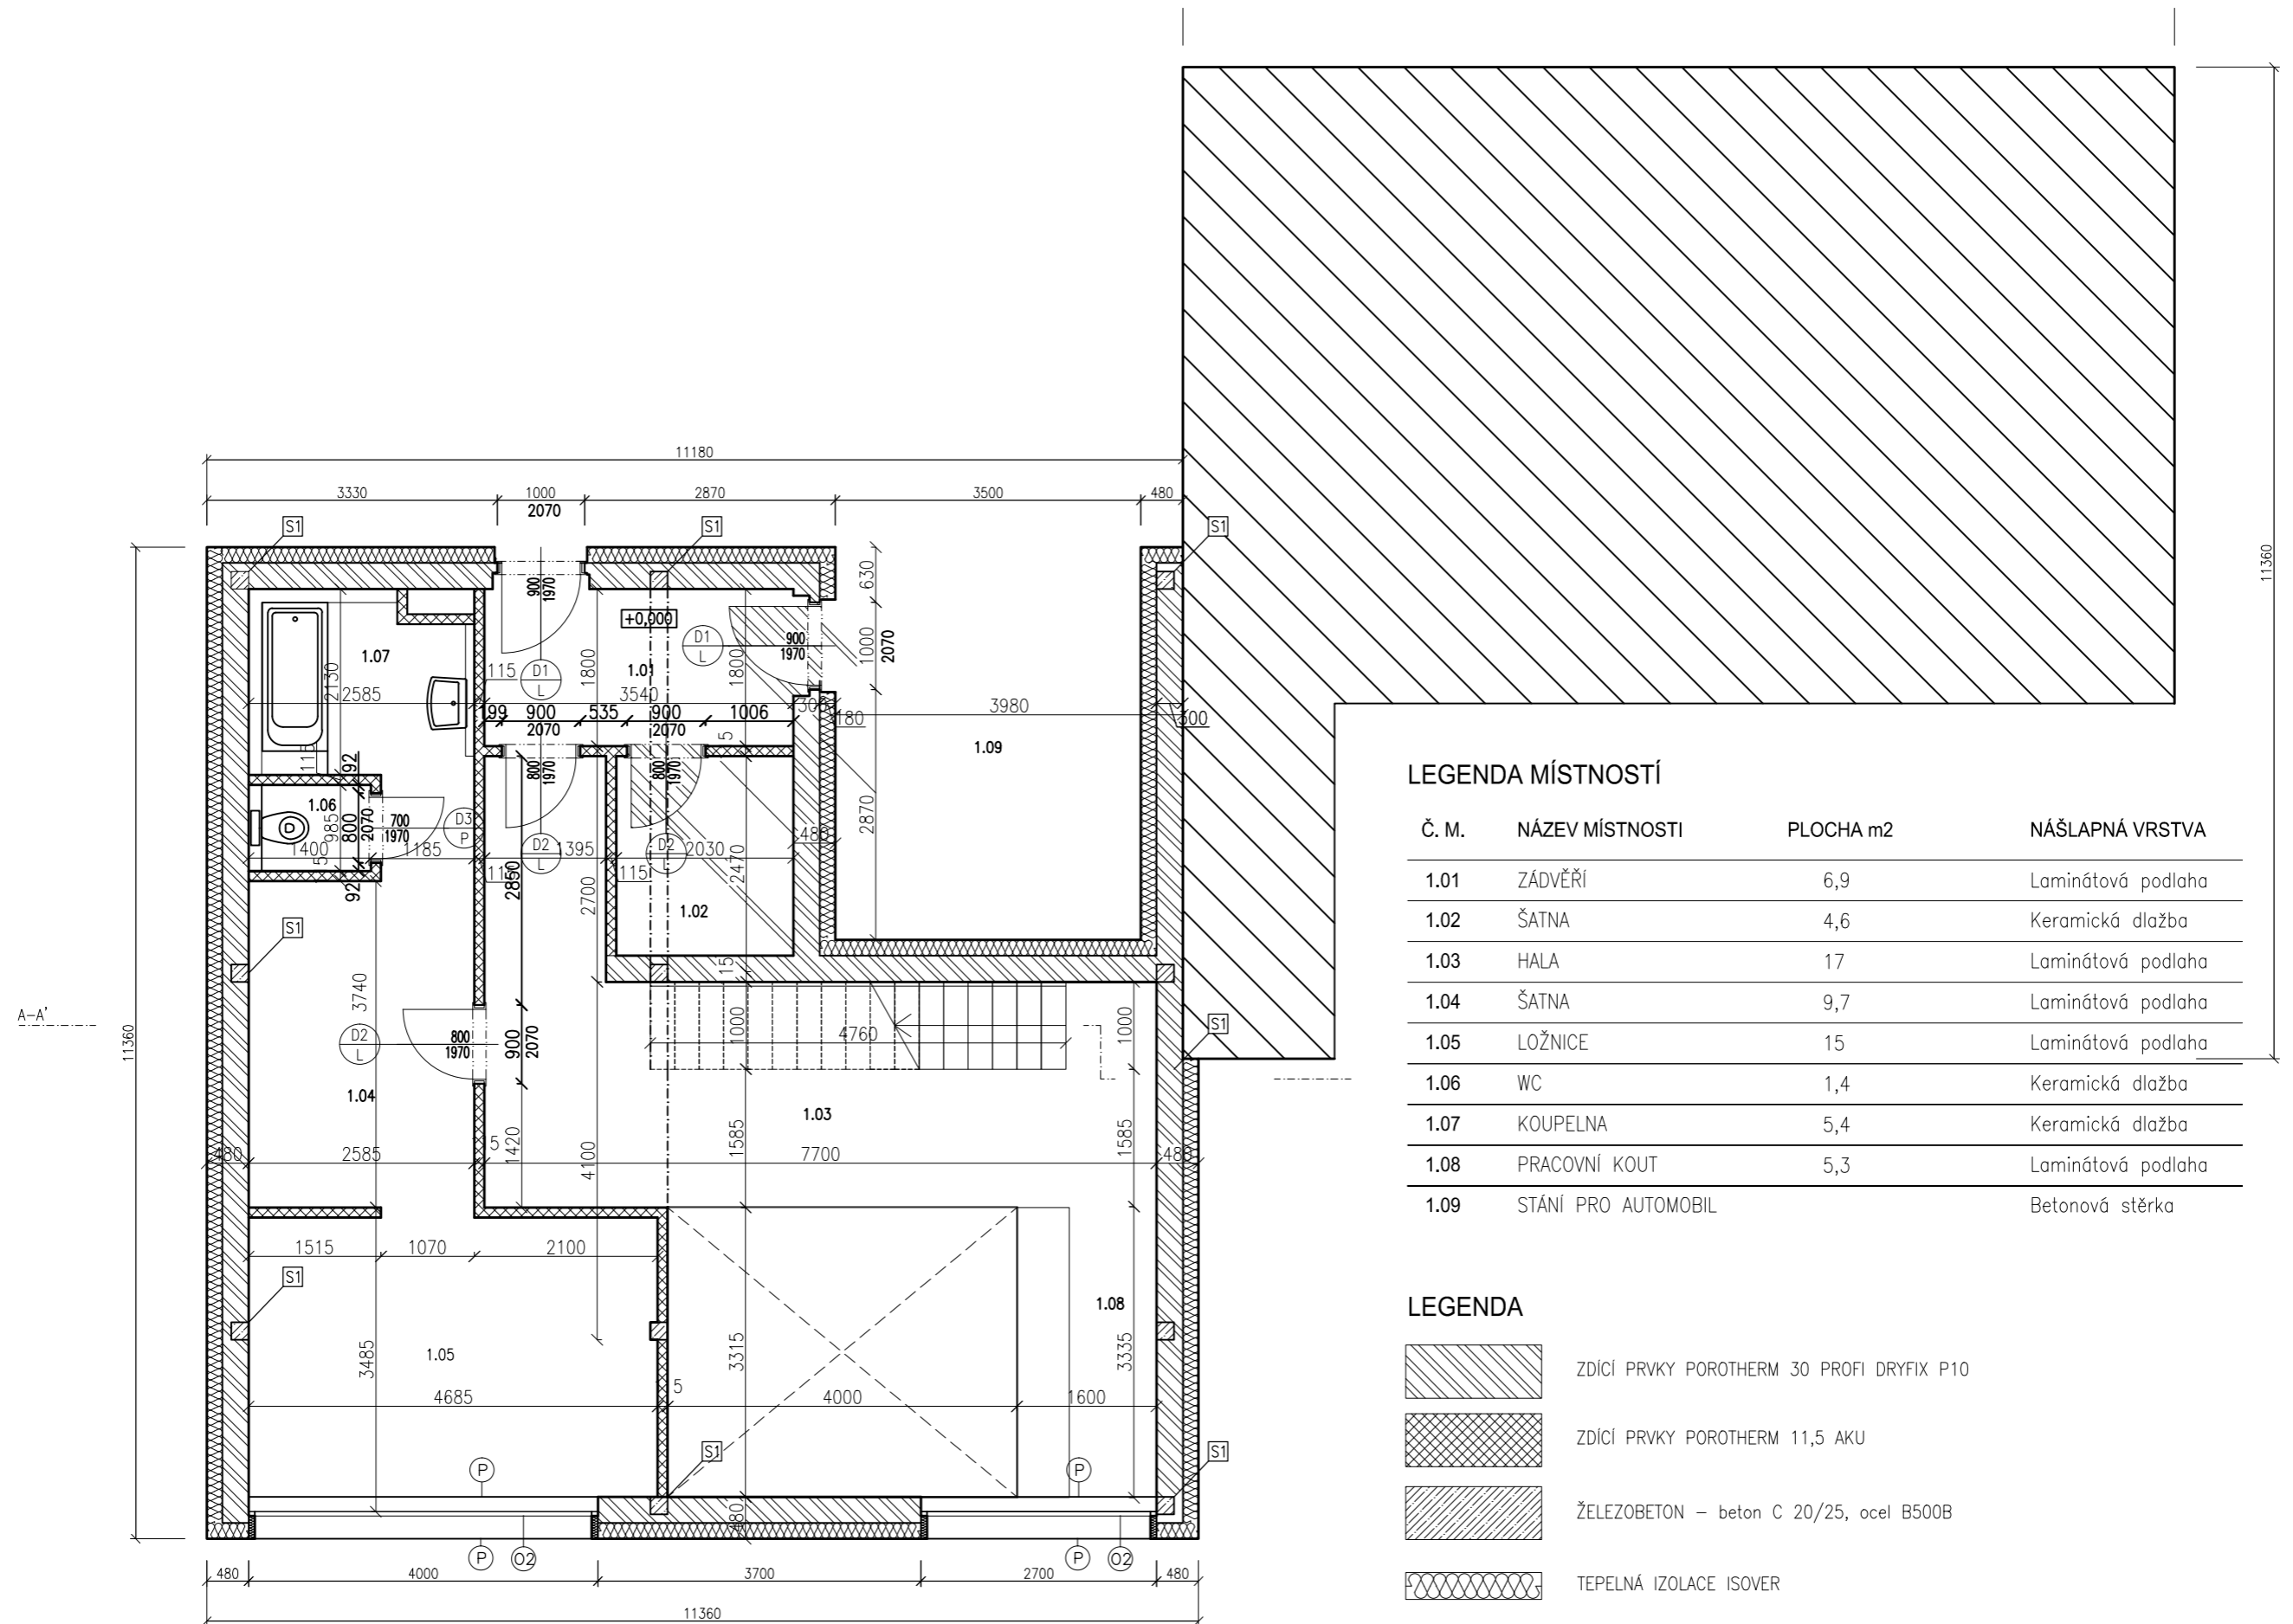 11360
11180
3330 1000 2870 3500 480
2070
S1 S1 S1
900
1970
630
+0,000
D1
L
900
1970
1000
2070
1.07
2130
115
D1
L
1800
1.01
1800
2585
3540
300
3980
300
180
99 900 535 900 1006
2070 2070
5
1.09
115
92
800
1970
800
1970
1.06
985
800
2070
700
1970
D3
P
2870
480
1400 1185
5
D2
L
1395
D2
L
2030
115
2850
115
2470
92
2700
1.02
S1
15
3740
A-A'
11360
D2
L
800
1970
900
2070
1000
4760
1000
S1
1.04
1.03
5
1420
1585
1585
480 2585 7700 480
4100
1515 1070 2100
S1
1.08
3485
1.05
3315
3335
4685
5
4000 1600
S1 S1
P P
480
P O2 P O2
480 4000 3700 2700 480
11360
LEGENDA MÍSTNOSTÍ
Č. M. NÁZEV MÍSTNOSTI PLOCHA m2 NÁŠLAPNÁ VRSTVA
1.01 ZÁDVĚŘÍ 6,9 Laminátová podlaha
1.02 ŠATNA 4,6 Keramická dlažba
1.03 HALA 17 Laminátová podlaha
1.04 ŠATNA 9,7 Laminátová podlaha
1.05 LOŽNICE 15 Laminátová podlaha
1.06 WC 1,4 Keramická dlažba
1.07 KOUPELNA 5,4 Keramická dlažba
1.08 PRACOVNÍ KOUT 5,3 Laminátová podlaha
1.09 STÁNÍ PRO AUTOMOBIL Betonová stěrka
LEGENDA
ZDÍCÍ PRVKY POROTHERM 30 PROFI DRYFIX P10
ZDÍCÍ PRVKY POROTHERM 11,5 AKU
ŽELEZOBETON – beton C 20/25, ocel B500B
TEPELNÁ IZOLACE ISOVER